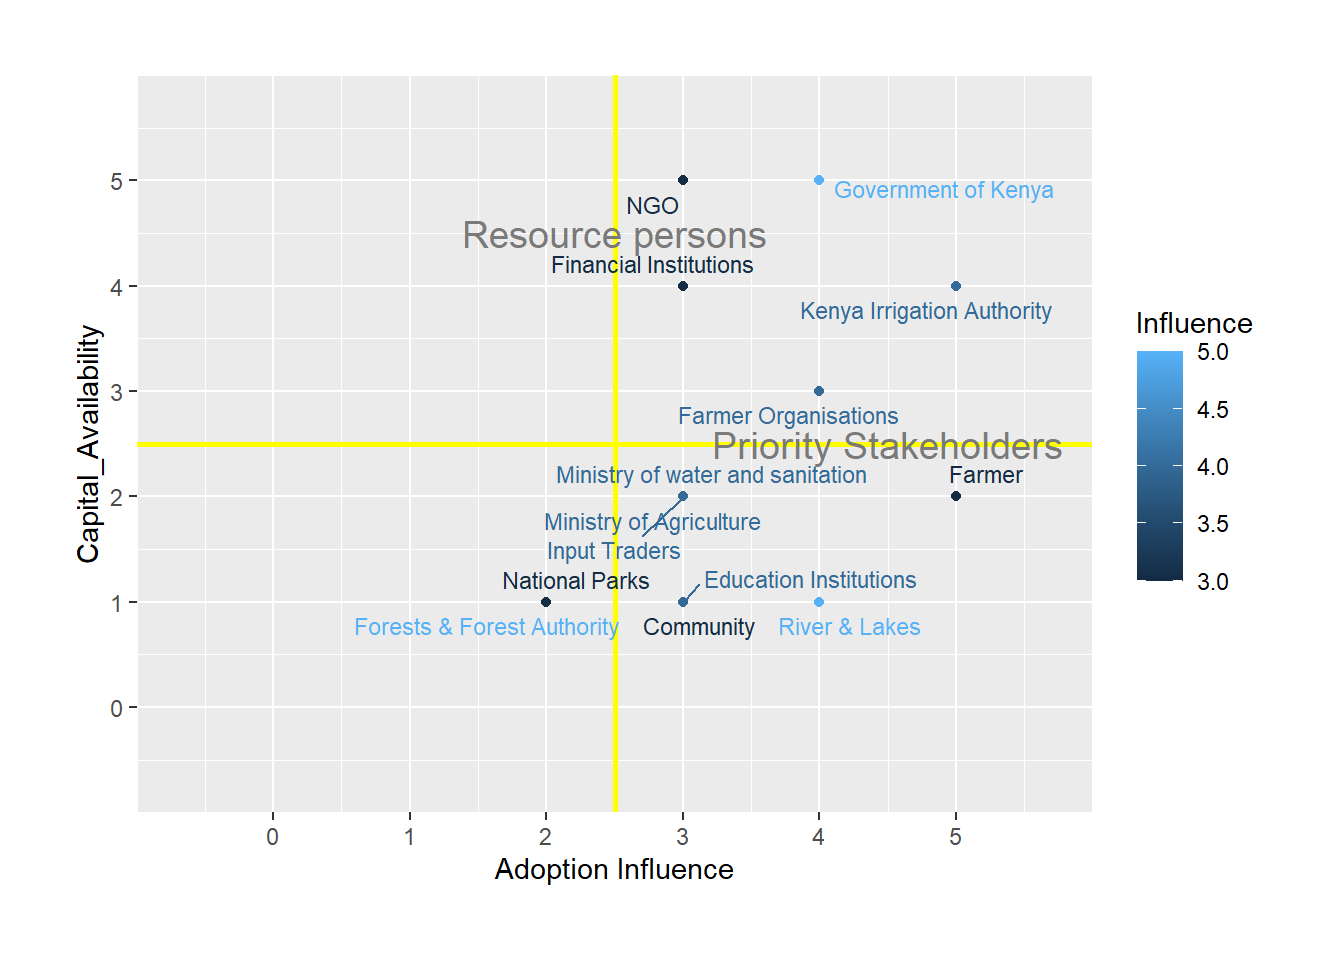 5
Government of Kenya
NGO
Resource persons
Financial Institutions
4
Kenya Irrigation Authority
3
Farmer Organisations
Priority Stakeholders
Ministry of water and sanitation
Farmer
2
Ministry of Agriculture
Input Traders
National Parks
Education Institutions
1
Forests & Forest Authority
Community
River & Lakes
0
Capital_Availability
0 1 2 3 4 5
Adoption Influence
Influence
5.0
4.5
4.0
3.5
3.0